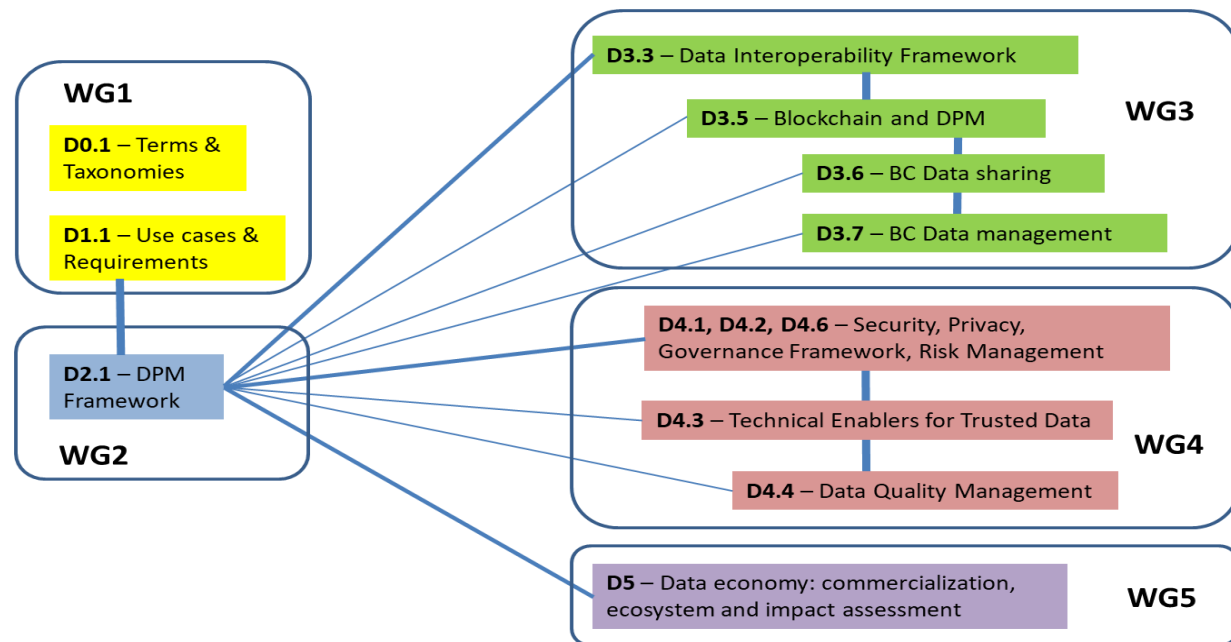 WG1
D0.1 – Terms &
Taxonomies
D1.1 – Use cases &
Requirements
D2.1 – DPM
Framework
WG2
D3.3 – Data Interoperability Framework
D3.5 – Blockchain and DPM
D3.6 – BC Data sharing
D3.7 – BC Data management
WG3
D4.1, D4.2, D4.6 – Security, Privacy,
Governance Framework, Risk Management
D4.3 – Technical Enablers for Trusted Data
D4.4 – Data Quality Management
WG4
D5 – Data economy: commercialization,
ecosystem and impact assessment
WG5